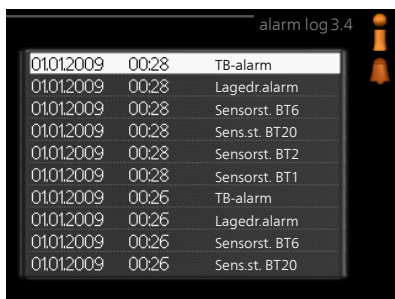 alarm log 3.4
01.01.2009 00:28 TB-alarm
01.01.2009 00:28 Lagedr.alarm
01.01.2009 00:28 Sensorst. BT6
01.01.2009 00:28 Sens.st. BT20
01.01.2009 00:28 Sensorst. BT2
01.01.2009 00:28 Sensorst. BT1
01.01.2009 00:26 TB-alarm
01.01.2009 00:26 Lagedr.alarm
01.01.2009 00:26 Sensorst. BT6
01.01.2009 00:26 Sens.st. BT20